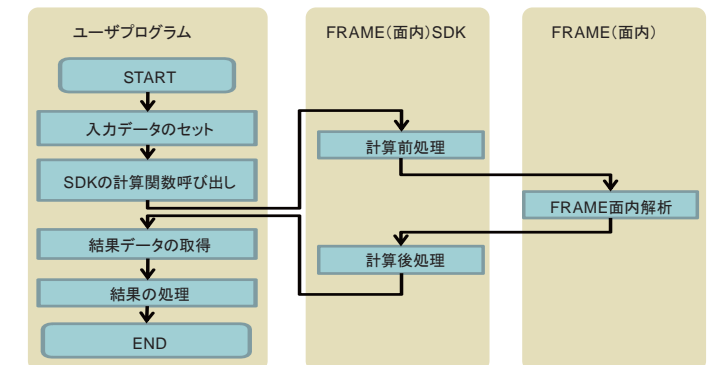 ユーザプログラム
START
入力データのセット
SDKの計算関数呼び出し
結果データの取得
結果の処理
END
FRAME(面内)SDK
計算前処理
計算後処理
FRAME(面内)
FRAME面内解析